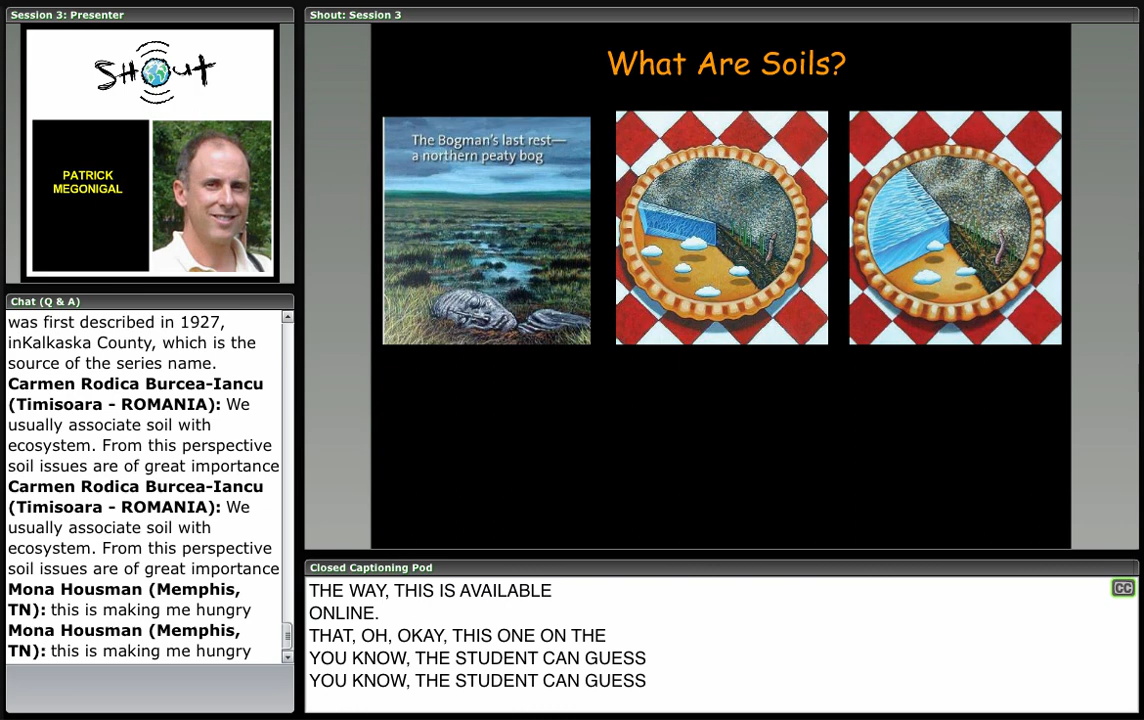 Session 3: Presenter
SHOUT
PATRICK
MEGONIGAL
Chat (Q & A)
was first described in 1927,
inKalkaska County, which is the
source of the series name.
Carmen Rodica Burcea-Iancu
(Timisoara - ROMANIA): We
usually associate soil with
ecosystem. From this perspective
soil issues are of great importance
Carmen Rodica Burcea-Iancu
(Timisoara - ROMANIA): We
usually associate soil with
ecosystem. From this perspective
soil issues are of great importance
Mona Housman (Memphis,
TN): this is making me hungry
Mona Housman (Memphis,
TN): this is making me hungry
Shout: Session 3
What Are Soils?
The Bogman's last rest—
a northern peaty bog
Closed Captioning Pod
CC
THE WAY, THIS IS AVAILABLE
ONLINE.
THAT, OH, OKAY, THIS ONE ON THE
YOU KNOW, THE STUDENT CAN GUESS
YOU KNOW, THE STUDENT CAN GUESS